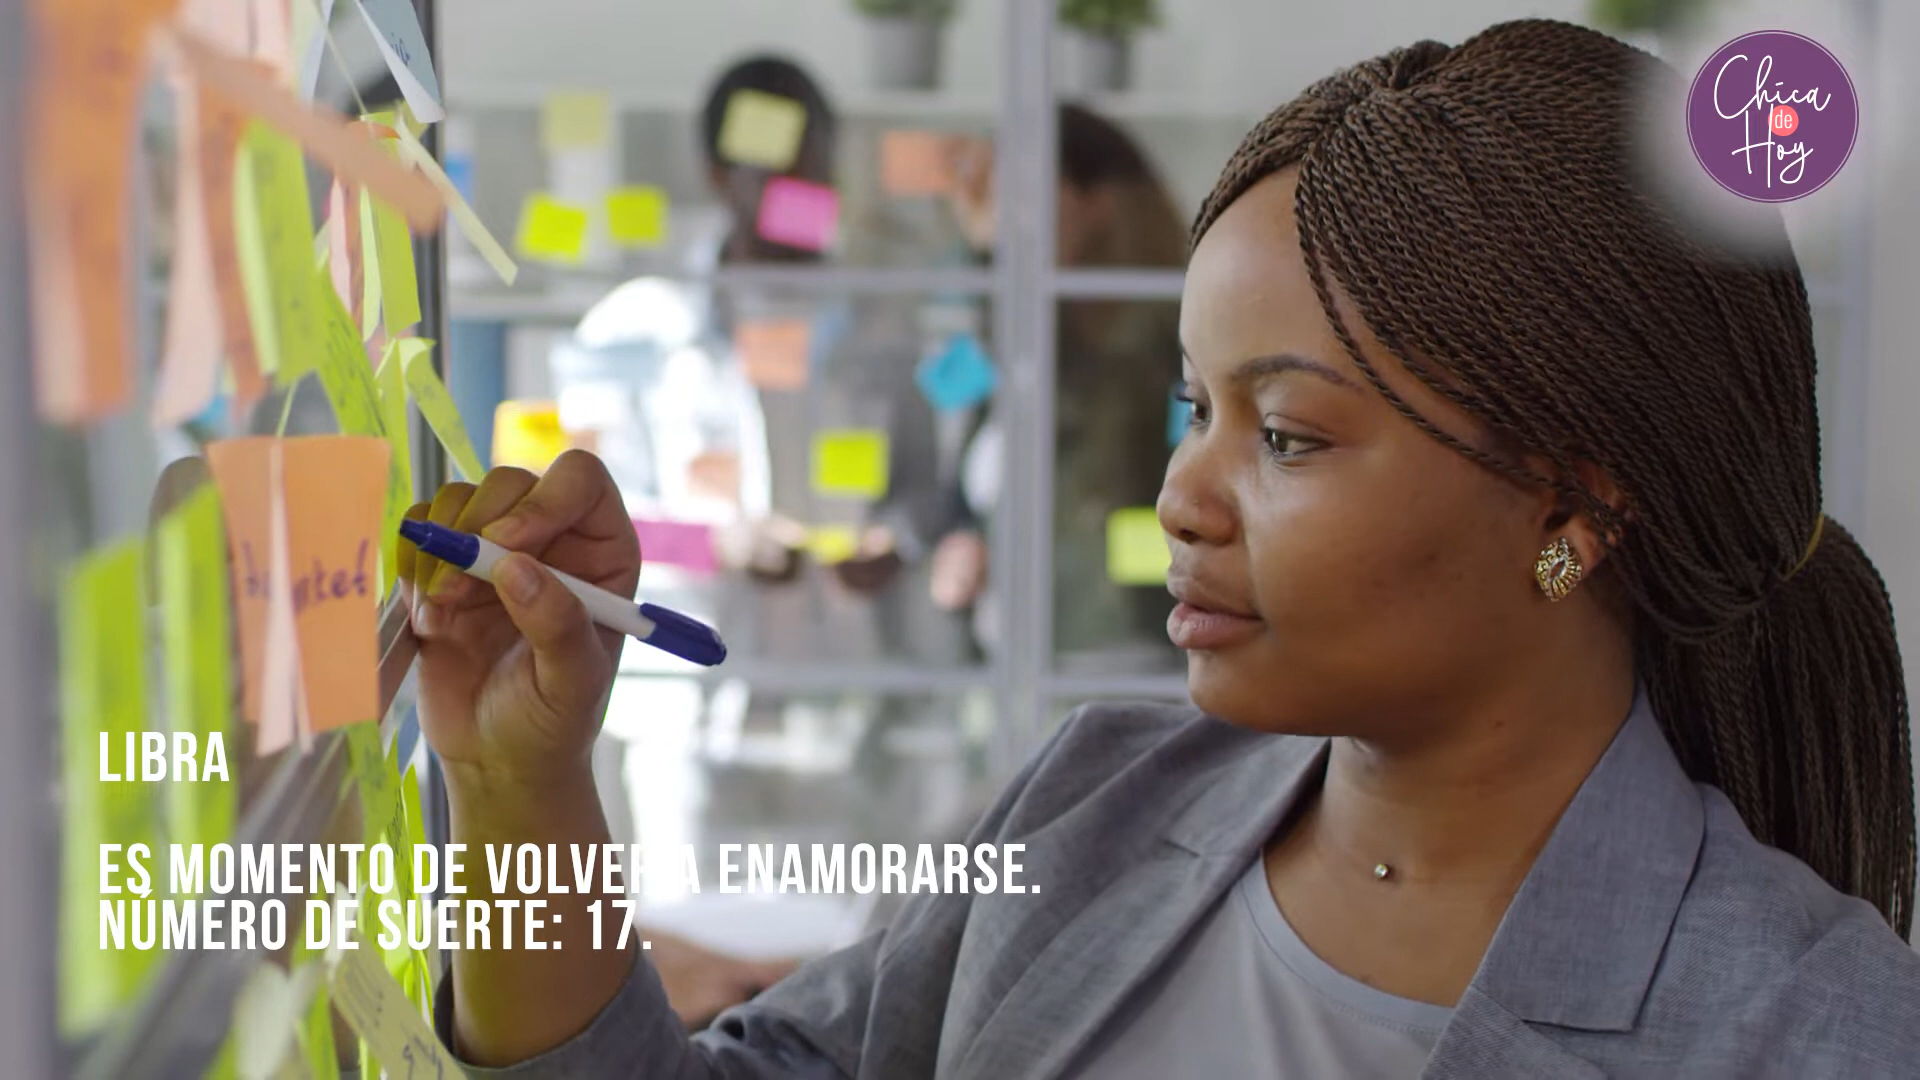 Chica
de
Hoy
LIBRA
ES MOMENTO DE VOLVER A ENAMORARSE.
NÚMERO DE SUERTE: 17.